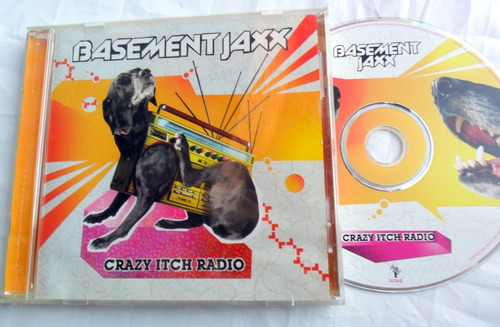 BASEMENT JAXX
CRAZY ITCH RADIO
BASEMENT
JAXX
CRAZY ITCH RADIO